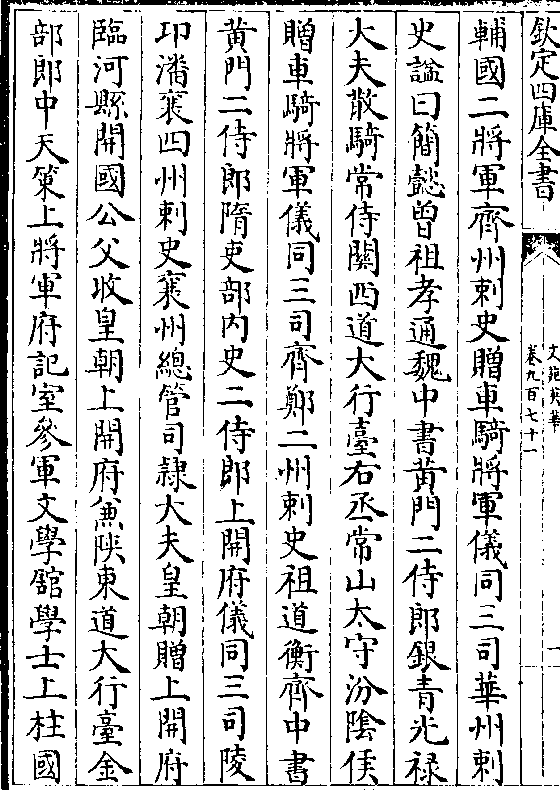 欽定四庫全書
文苑英華
卷九百七十一
一
輔國二將軍齊州刺史贈車騎將軍儀同三司華州刺
史諡曰簡懿曾祖孝通魏中書黄門二侍郎銀青光禄
大夫散騎常侍關西道大行臺右丞常山太守汾隂侯
贈車騎將軍儀同三司齊鄭二州刺史祖道衡齊中書
黄門二侍郎隋吏部内史二侍郎上開府儀同三司陵
卭潘襄四州刺史襄州總管司隷大夫皇朝贈上開府
臨河縣開國公父收皇朝上開府兼陜東道大行臺金
部郎中天策上將軍府記室參軍文學舘學士上柱國